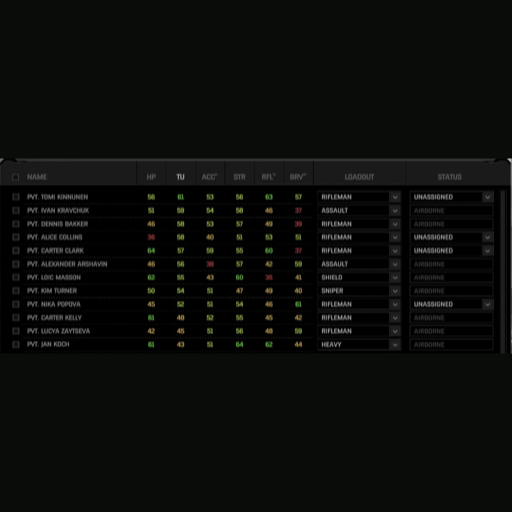 NAME HP TU ACC STR RFL BRV LOADOUT STATUS
PVT. TOMI KINNUNEN 56 61 53 56 63 57 RIFLEMAN UNASSIGNED
PVT. IVAN KRAVCHUK 51 59 54 58 46 37 ASSAULT AIRBORNE
PVT. DENNIS BAKKER 46 58 53 57 49 39 RIFLEMAN AIRBORNE
PVT. ALICE COLLINS 36 58 40 51 53 51 RIFLEMAN UNASSIGNED
PVT. CARTER CLARK 64 57 59 55 60 37 RIFLEMAN UNASSIGNED
PVT. ALEXANDER ARSHAVIN 46 56 38 57 42 59 ASSAULT AIRBORNE
PVT. LOIC MASSON 62 55 43 60 38 41 SHIELD AIRBORNE
PVT. KIM TURNER 50 54 51 47 49 40 SNIPER AIRBORNE
PVT. NIKA POPOVA 45 52 51 54 46 61 RIFLEMAN UNASSIGNED
PVT. CARTER KELLY 61 48 52 55 45 42 RIFLEMAN AIRBORNE
PVT. LUCYA ZAYTSEVA 42 45 51 56 48 59 RIFLEMAN AIRBORNE
PVT. JAN KOCH 61 43 51 64 62 44 HEAVY AIRBORNE